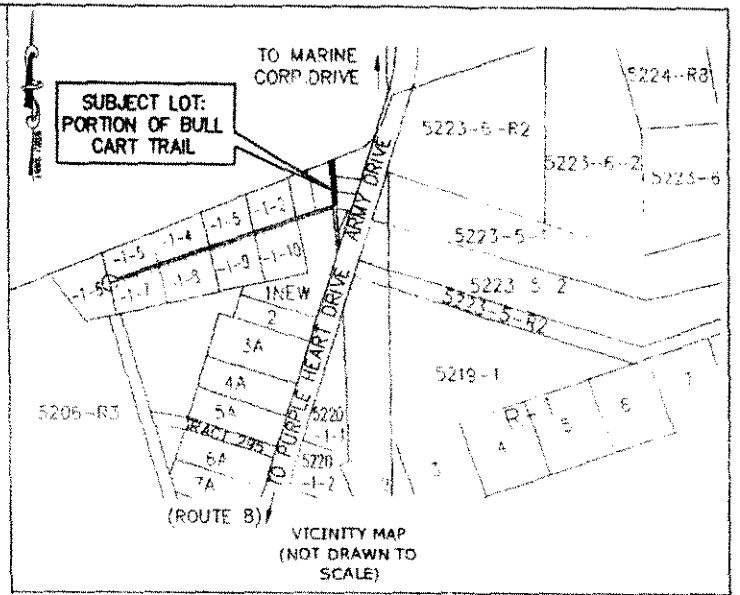 TO MARINE
CORP.DRIVE
SUBJECT LOT:
PORTION OF BULL
CART TRAIL
5224-R8
5223-6-R2
5223-6-2
5223-6
ARMY DRIVE
-1-2
-1-5
-1-4
-1-5
-1-6
-1-7
-1-8
-1-9
-1-10
5223-5-
5223 5 2
5223-5-R2
1NEW
2
3A
4A
5A
TRACT 295
6A
7A
TO PURPLE HEART DRIVE
5206-R3
5219-1
5220
-1-1
5220
-1-2
3
R-1
4
5
6
7
(ROUTE 8)
VICINITY MAP
(NOT DRAWN TO
SCALE)